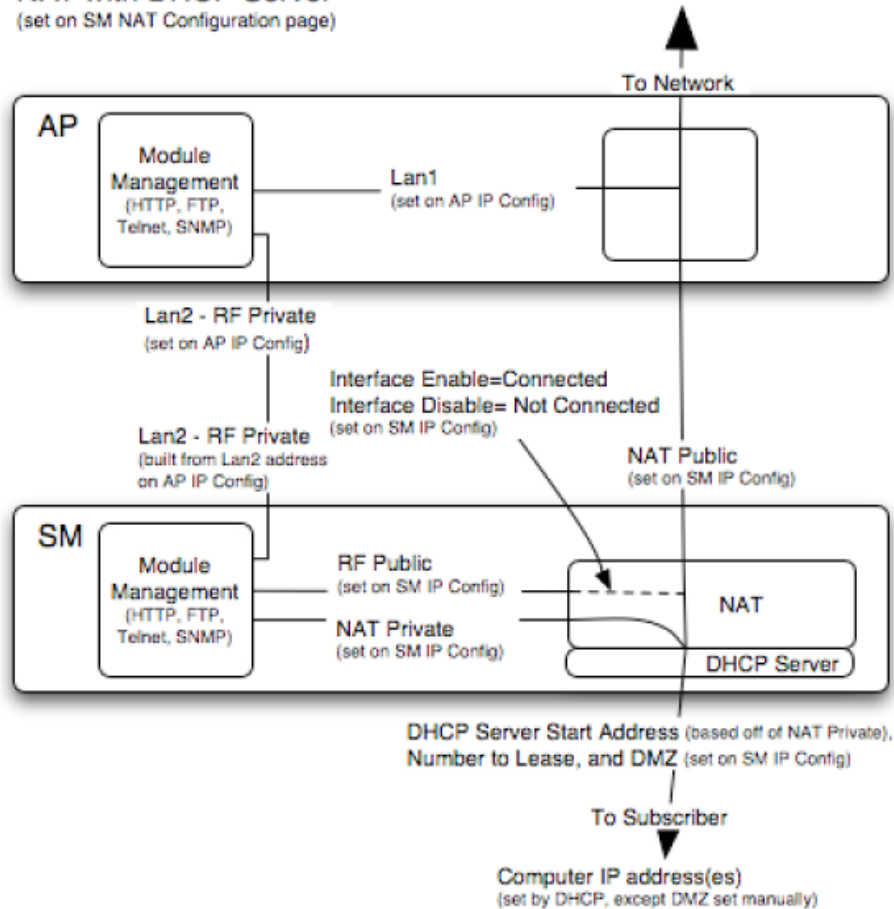 NAT with DHCP Server
(set on SM NAT Configuration page)
To Network
AP
Module
Management
(HTTP, FTP,
Telnet, SNMP)
Lan1
(set on AP IP Config)
Lan2 - RF Private
(set on AP IP Config)
Interface Enable=Connected
Interface Disable= Not Connected
(set on SM IP Config)
Lan2 - RF Private
(built from Lan2 address
on AP IP Config)
NAT Public
(set on SM IP Config)
SM
Module
Management
(HTTP, FTP,
Telnet, SNMP)
RF Public
(set on SM IP Config)
NAT Private
(set on SM IP Config)
NAT
DHCP Server
DHCP Server Start Address (based off of NAT Private),
Number to Lease, and DMZ (set on SM IP Config)
To Subscriber
Computer IP address(es)
(set by DHCP, except DMZ set manually)